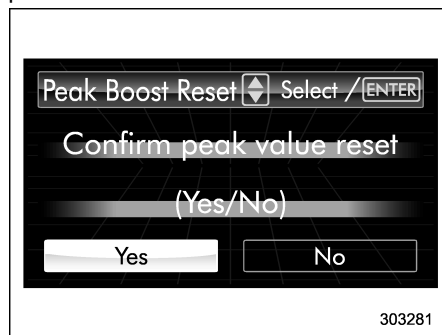 Peak Boost Reset Select / ENTER
Confirm peak value reset
(Yes/No)
Yes No
303281